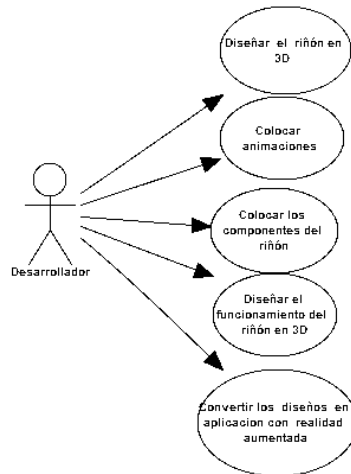 Diseñar el riñón en
3D
Colocar
animaciones
Colocar los
componentes del
riñón
Desarrollador
Diseñar el
funcionamiento del
riñón en 3D
Convertir los diseños en
aplicacion con realidad
aumentada